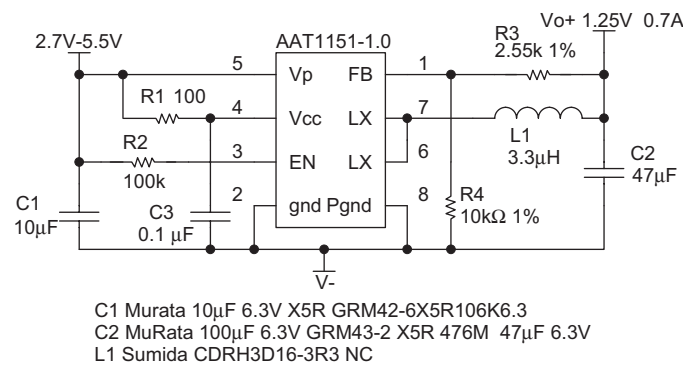 Vo+ 1.25V 0.7A
2.7V-5.5V
AAT1151-1.0
R3
2.55k 1%
5
Vp
FB
1
R1 100
4
Vcc
LX
7
R2
100k
3
EN
LX
6
L1
3.3µH
C2
47µF
C1
10µF
C3
0.1 µF
2
gnd Pgnd
8
R4
10kΩ 1%
V-
C1 Murata 10µF 6.3V X5R GRM42-6X5R106K6.3
C2 MuRata 100µF 6.3V GRM43-2 X5R 476M 47µF 6.3V
L1 Sumida CDRH3D16-3R3 NC